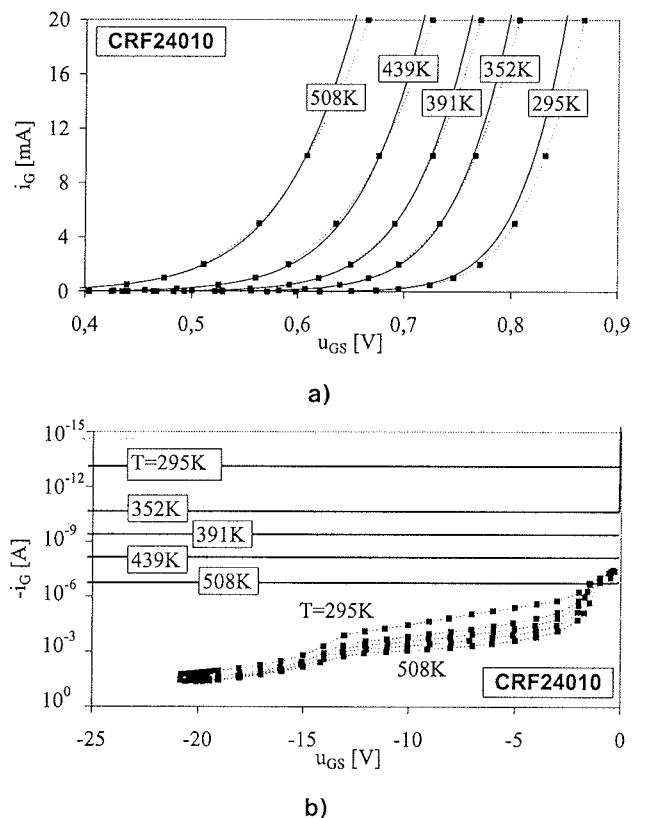 20
CRF24010
16
439K
352K
508K
391K
295K
12
8
4
0
i_G [mA]
0,4 0,5 0,6 0,7 0,8 0,9
u_GS [V]
a)
10^-15
T=295K
10^-12
352K
391K
10^-9
439K
508K
10^-6
T=295K
10^-3
508K
CRF24010
10^0
-i_G [A]
-25 -20 -15 -10 -5 0
u_GS [V]
b)